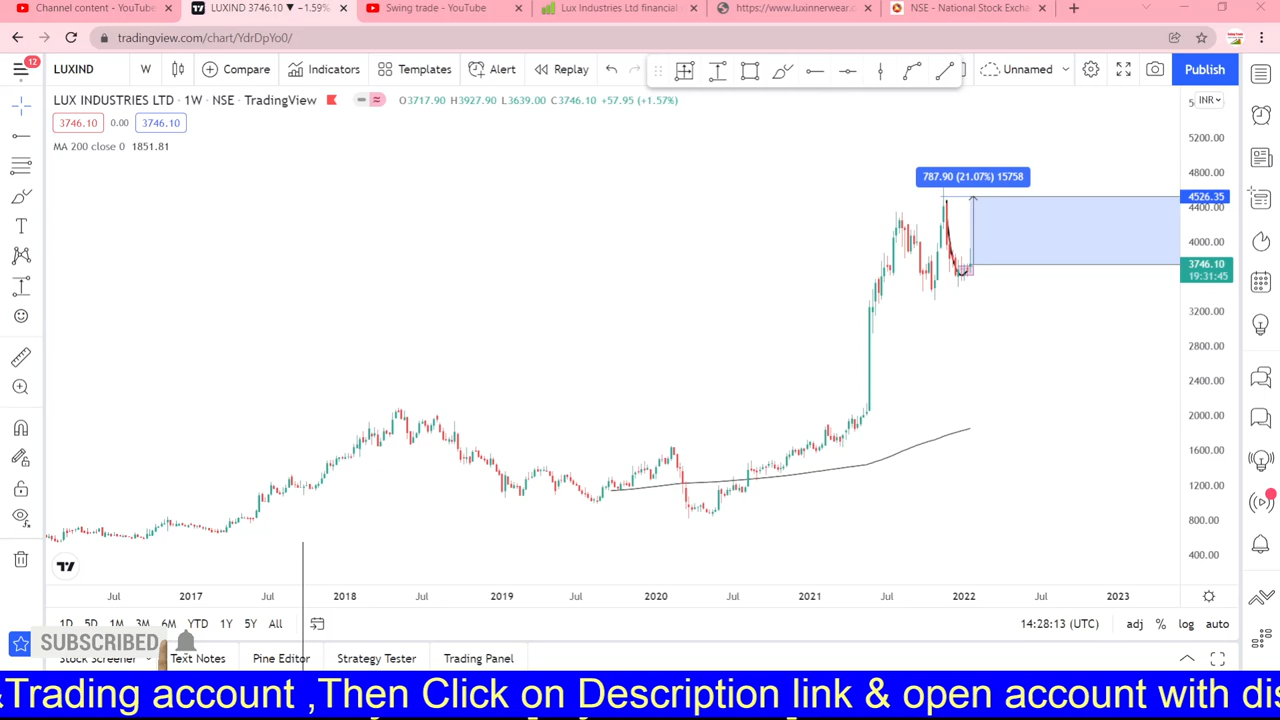 Channel content - YouTube
LUXIND 3746.10 ▼ −1.59%
Swing trade - YouTube
Lux Industries Ltd financial
https://www.luxinnerwear.c
NSE - National Stock Excha
tradingview.com/chart/YdrDpYo0/
12
LUXIND
W
Compare
Indicators
Templates
Alert
Replay
Unnamed
Publish
LUX INDUSTRIES LTD · 1W · NSE · TradingView
O3717.90 H3927.90 L3639.00 C3746.10 +57.95 (+1.57%)
INR
3746.10
0.00
3746.10
MA 200 close 0 1851.81
787.90 (21.07%) 15758
5200.00
4800.00
4526.35
4400.00
4000.00
3746.10
19:31:45
3200.00
2800.00
2400.00
2000.00
1600.00
1200.00
800.00
400.00
Jul
2017
Jul
2018
Jul
2019
Jul
2020
Jul
2021
Jul
2022
Jul
2023
1D 5D 1M 3M 6M YTD 1Y 5Y All
14:28:13 (UTC)
adj % log auto
SUBSCRIBED
Stock Screener
Text Notes
Pine Editor
Strategy Tester
Trading Panel
&Trading account ,Then Click on Description link & open account with dis